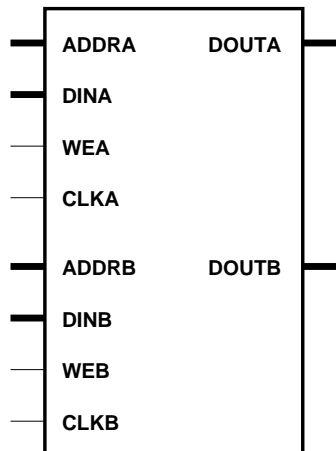 ADDRA DOUTA
DINA
WEA
CLKA
ADDRB DOUTB
DINB
WEB
CLKB